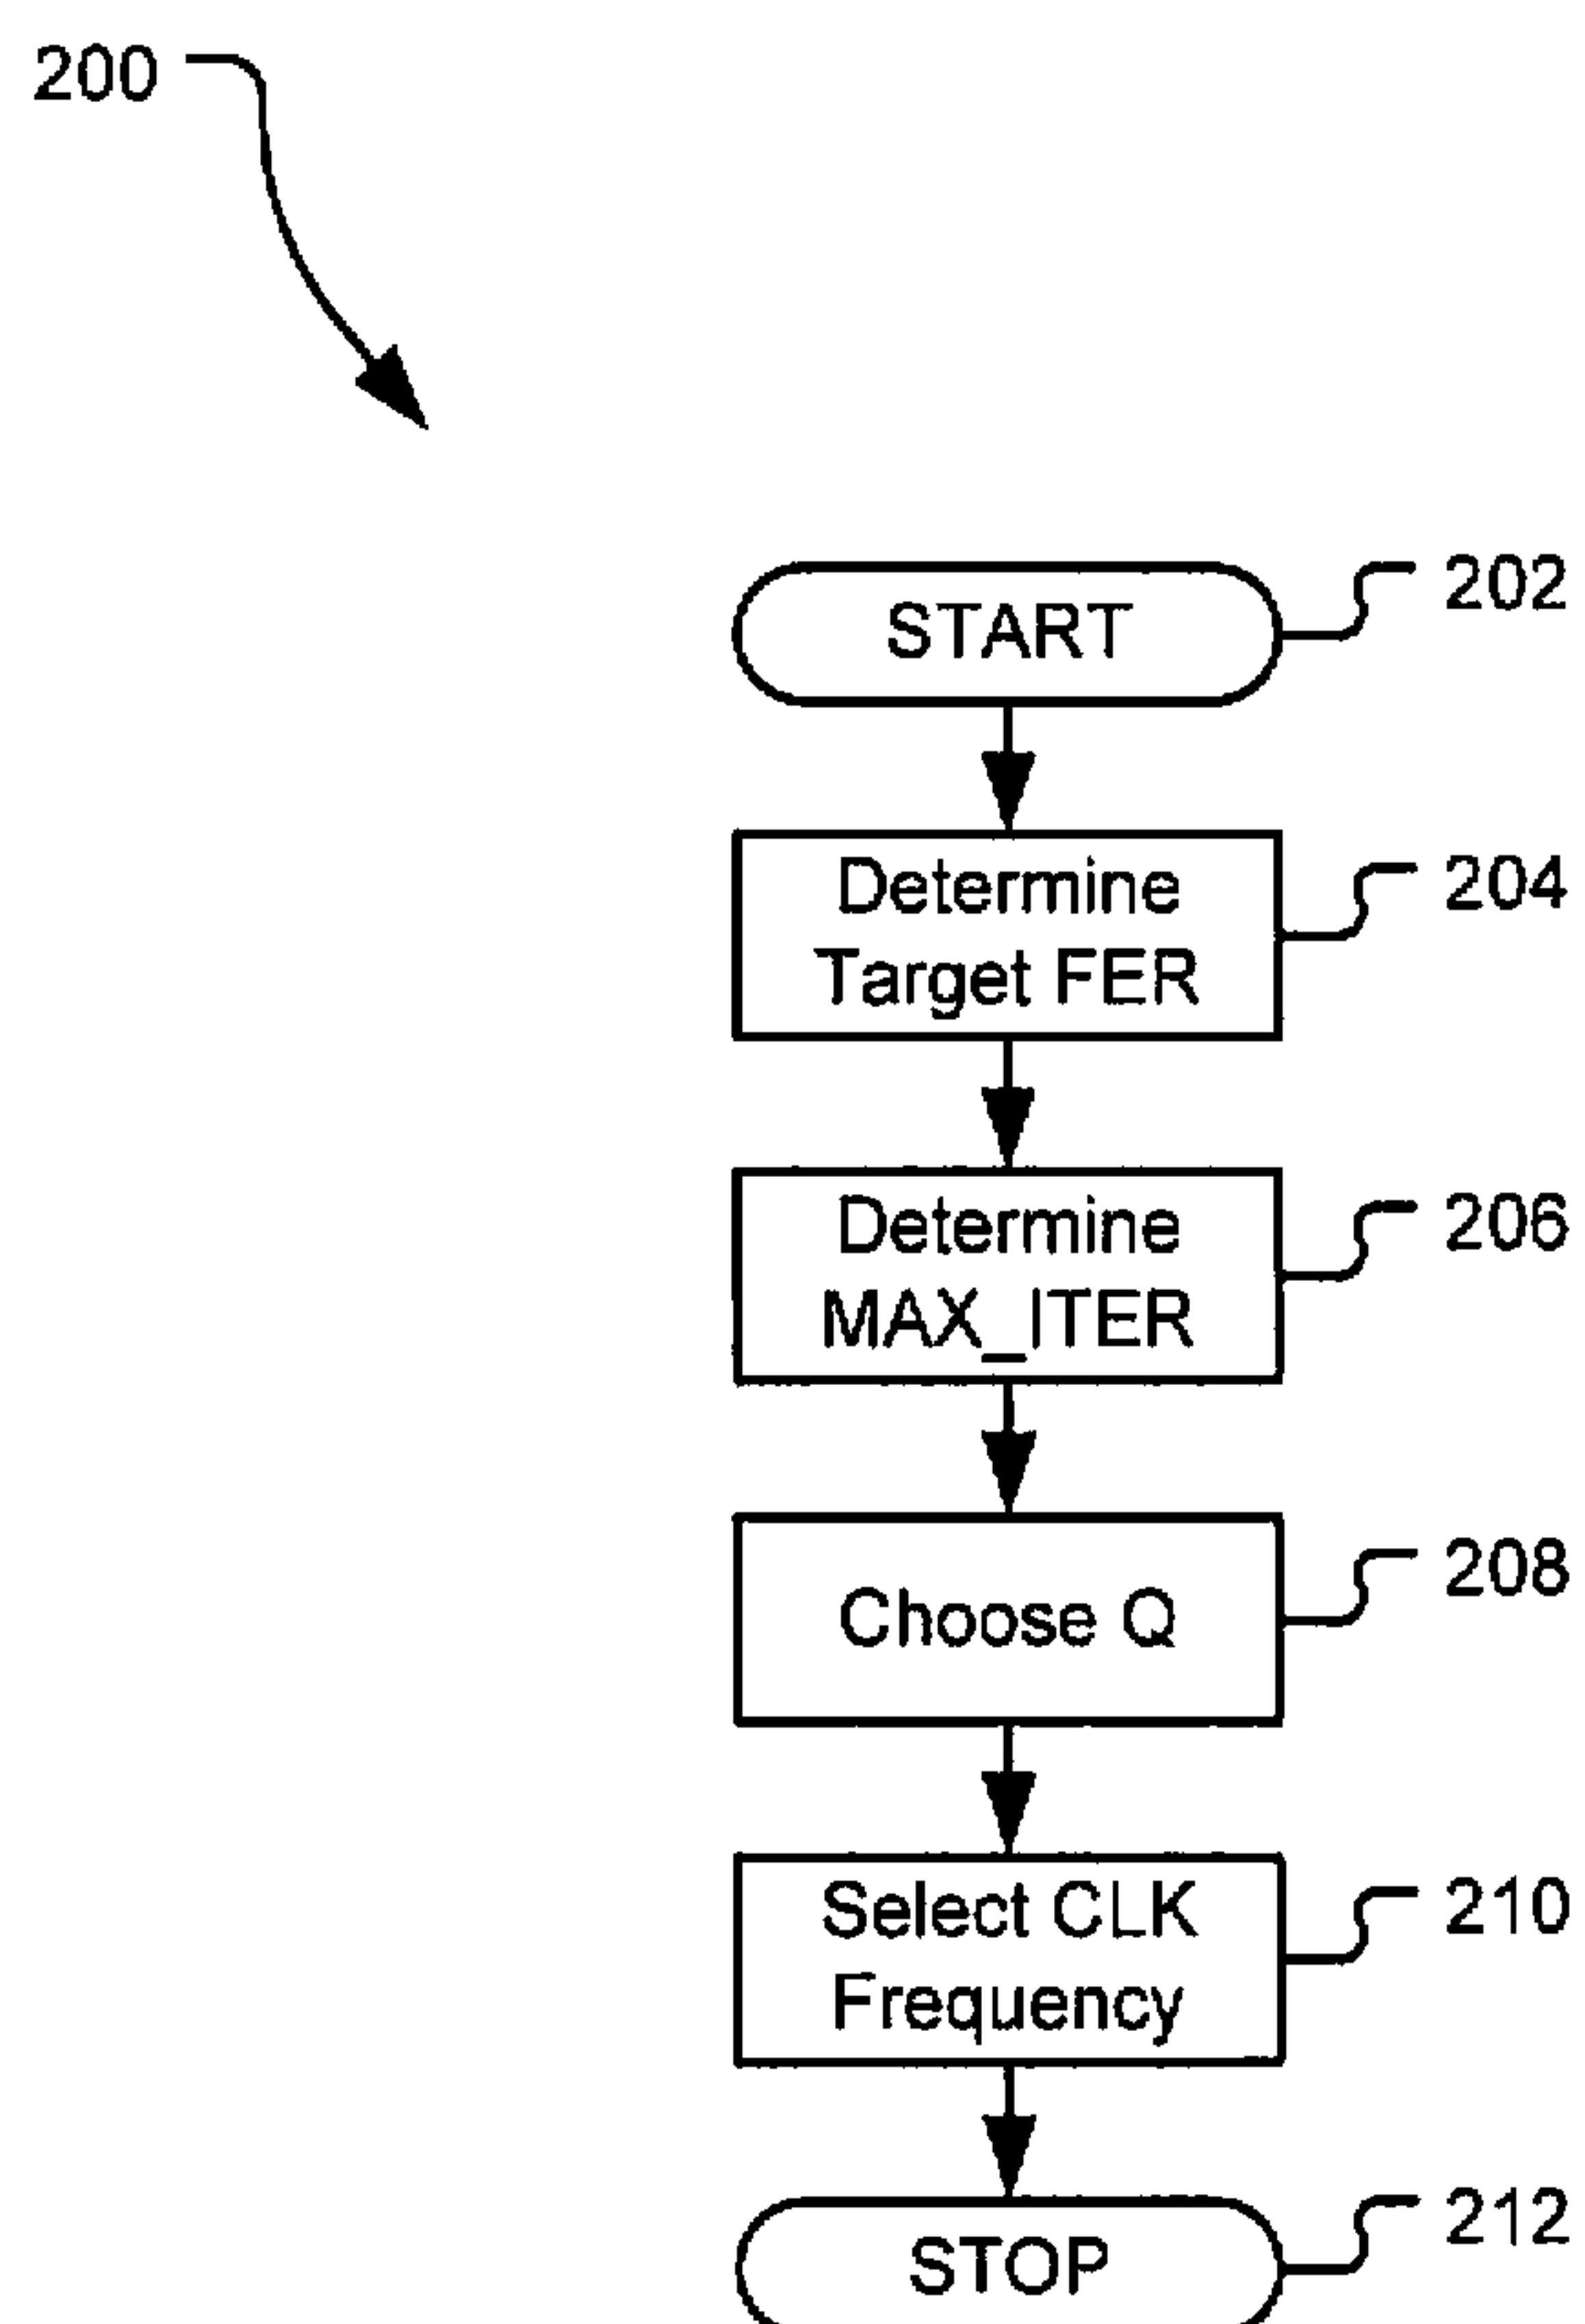 200
START
202
Determine
Target FER
204
Determine
MAX_ITER
206
Choose Q
208
Select CLK
Frequency
210
STOP
212